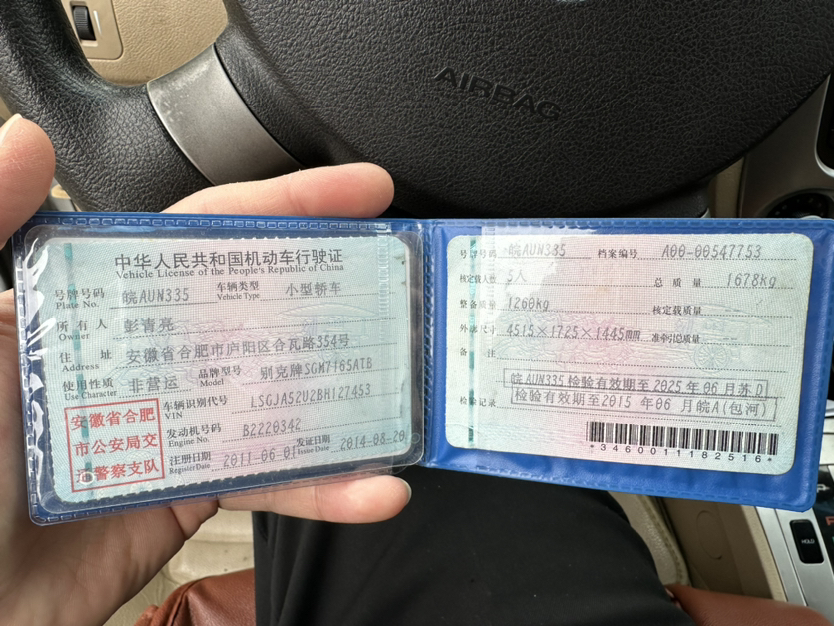 AIRBAG
中华人民共和国机动车行驶证
Vehicle License of the People's Republic of China
号牌号码 皖AUN335 车辆类型 小型轿车
Plate No. Vehicle Type
所有人 彭清亮
Owner
住址 安徽省合肥市庐阳区合瓦路354号
Address
使用性质 非营运 品牌型号 别克牌SGM7165ATB
Use Character Model
安徽省合肥
市公安局交
通警察支队
车辆识别代号 LSGJA52U2BH127453
VIN
发动机号码 B2220342
Engine No.
注册日期 2011-06-01 发证日期 2014-08-20
Register Date Issue Date
号牌号码 皖AUN335 档案编号 A00-00547753
核定载人数 5人 总质量 1678kg
整备质量 1260kg 核定载质量 --
外廓尺寸 4515×1725×1445mm 准牵引总质量 --
备注
皖AUN335检验有效期至2025年06月苏D
检验记录 检验有效期至2015年06月皖A(包河)
*3460011182516*
HOLD